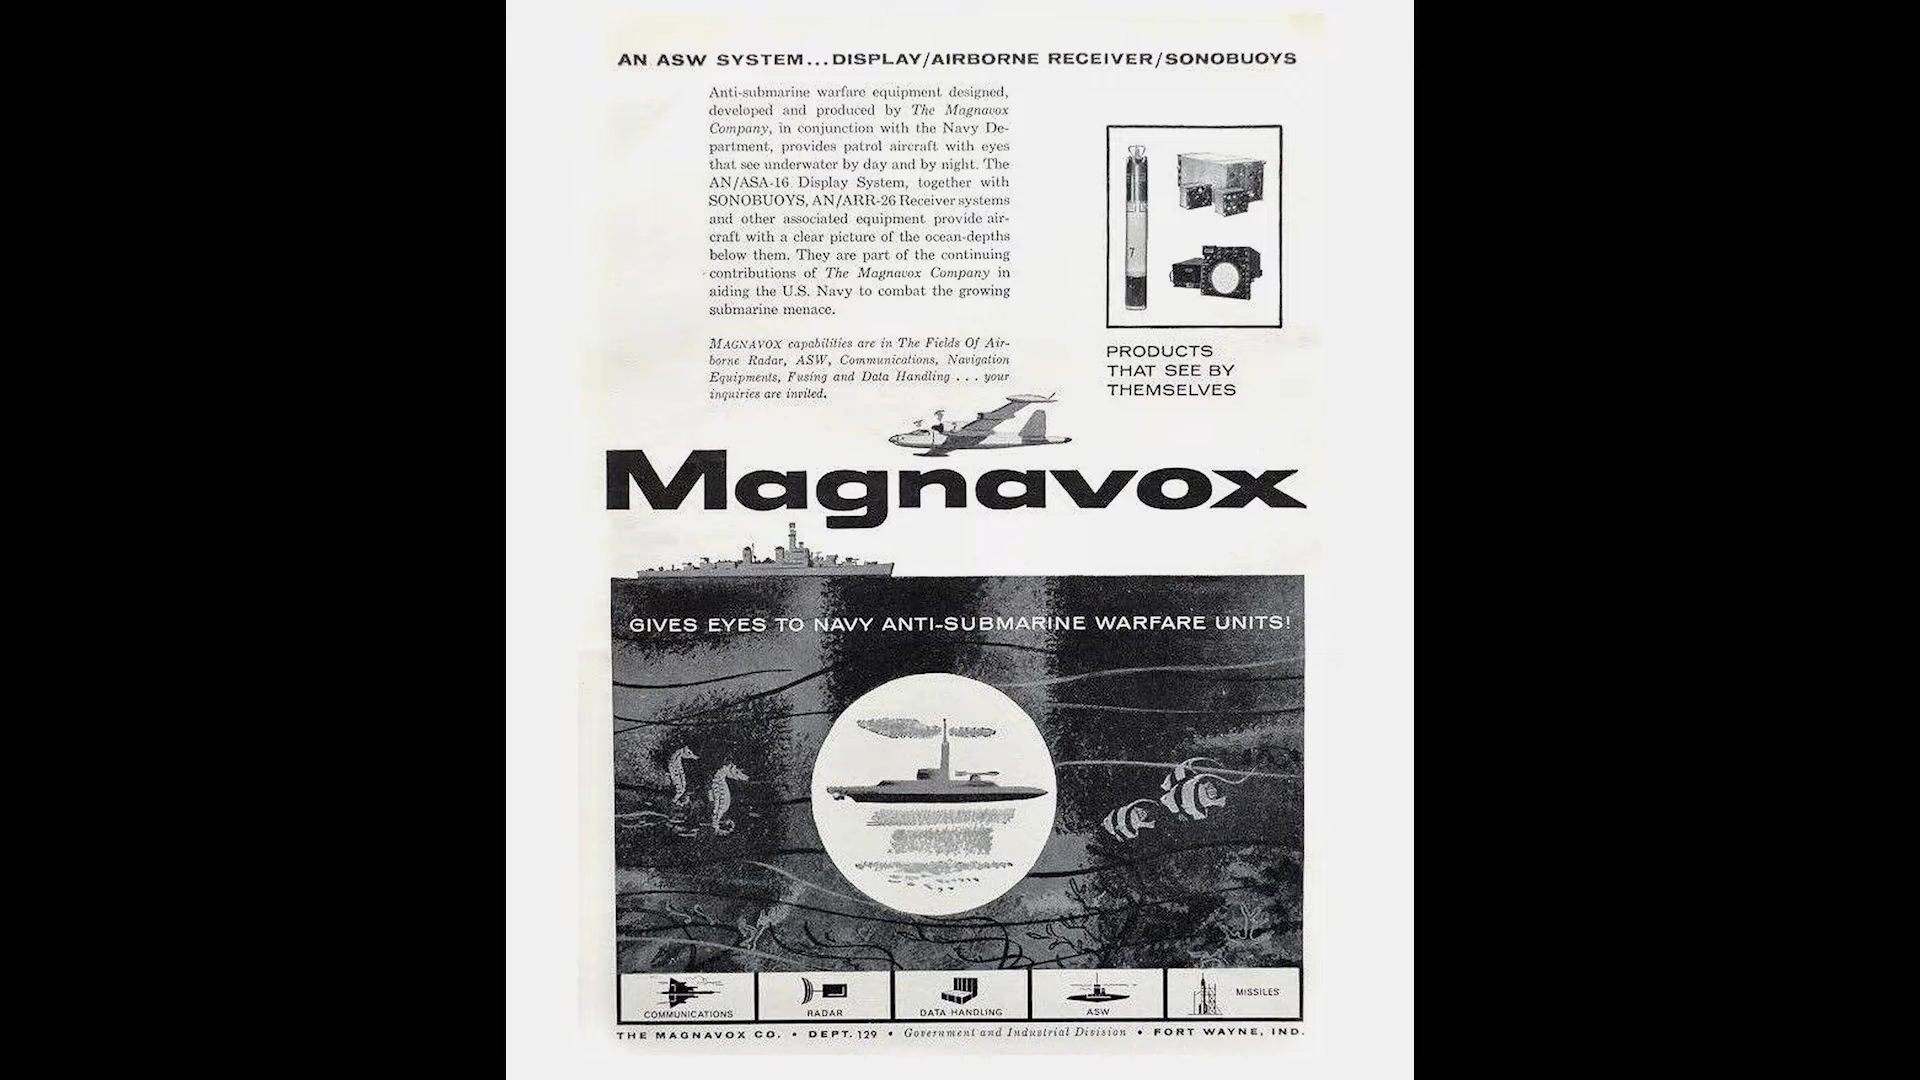 AN ASW SYSTEM...DISPLAY/AIRBORNE RECEIVER/SONOBUOYS
Anti-submarine warfare equipment designed,
developed and produced by The Magnavox
Company, in conjunction with the Navy De-
partment, provides patrol aircraft with eyes
that see underwater by day and by night. The
AN/ASA-16 Display System, together with
SONOBUOYS, AN/ARR-26 Receiver systems
and other associated equipment provide air-
craft with a clear picture of the ocean-depths
below them. They are part of the continuing
contributions of The Magnavox Company in
aiding the U.S. Navy to combat the growing
submarine menace.
MAGNAVOX capabilities are in The Fields Of Air-
borne Radar, ASW, Communications, Navigation
Equipments, Fusing and Data Handling . . . your
inquiries are invited.
7
PRODUCTS
THAT SEE BY
THEMSELVES
Magnavox
GIVES EYES TO NAVY ANTI-SUBMARINE WARFARE UNITS!
COMMUNICATIONS
RADAR
DATA HANDLING
ASW
MISSILES
THE MAGNAVOX CO. • DEPT. 129 • Government and Industrial Division • FORT WAYNE, IND.